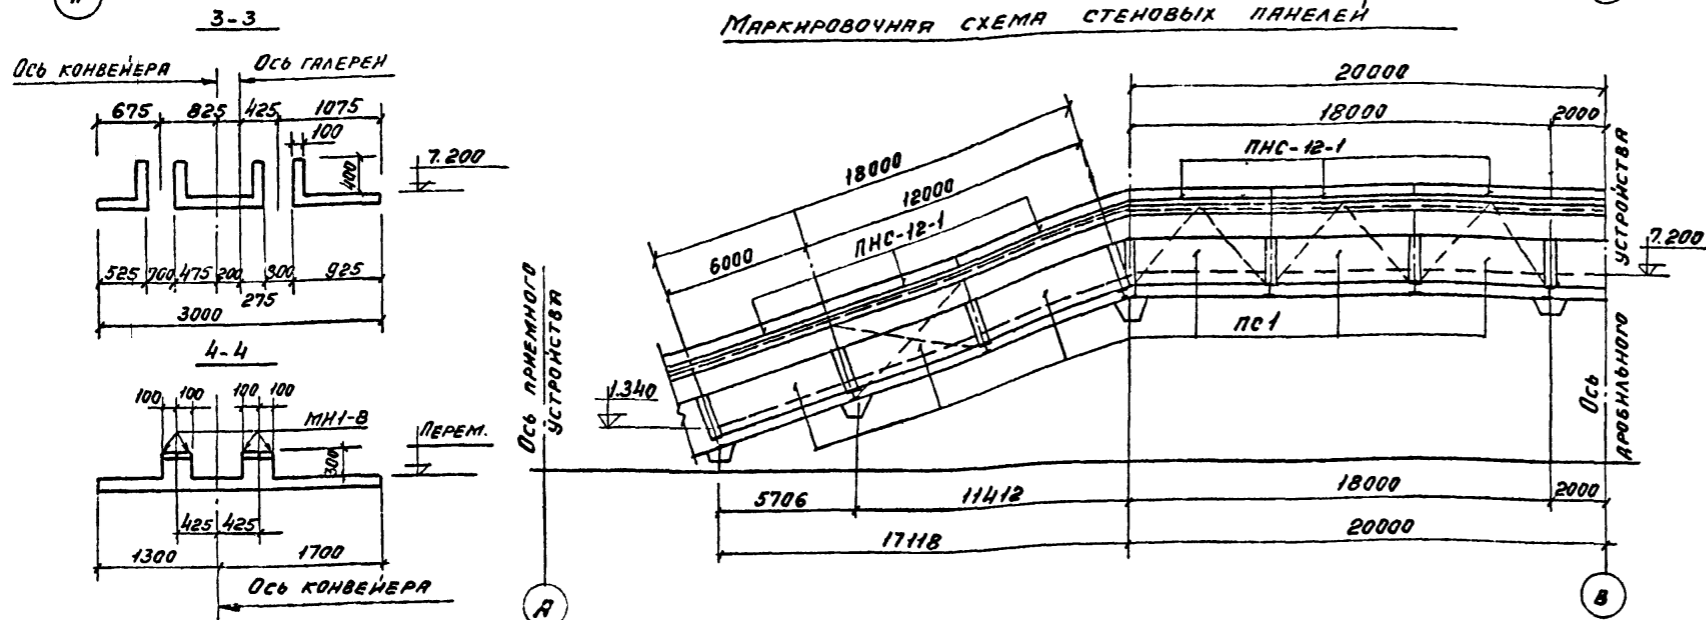 3-3
Ось конвейера
Ось галереи
675
825
425
1075
100
400
7.200
525
700
475
200
300
925
275
3000
4-4
100
100
100
100
МН1-8
Перем.
300
425
425
1300
1700
Ось конвейера
Маркировочная схема стеновых панелей
20000
18000
2000
ПНС-12-1
18000
12000
6000
ПНС-12-1
7.200
ПС1
1.340
Ось приемного
устройства
Ось
дробильного устройства
5706
11412
18000
2000
17118
20000
А
В